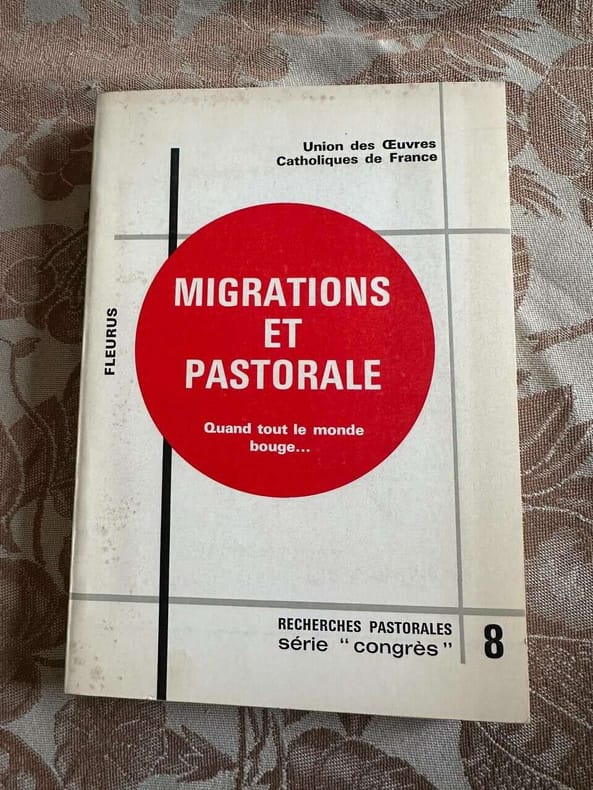 Union des Œuvres
Catholiques de France
FLEURUS
MIGRATIONS
ET
PASTORALE
Quand tout le monde
bouge...
RECHERCHES PASTORALES
série "congrès"
8